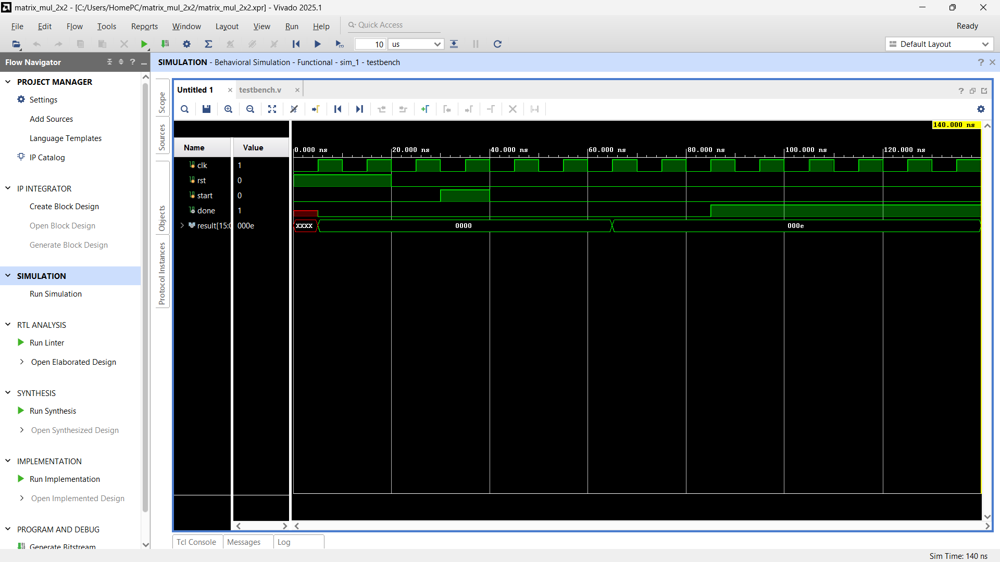 matrix_mul_2x2 - [C:/Users/HomePC/matrix_mul_2x2/matrix_mul_2x2.xpr] - Vivado 2025.1
File Edit Flow Tools Reports Window Layout View Run Help Quick Access Ready
10 us Default Layout
Flow Navigator
SIMULATION - Behavioral Simulation - Functional - sim_1 - testbench
PROJECT MANAGER
Settings
Add Sources
Language Templates
IP Catalog
IP INTEGRATOR
Create Block Design
Open Block Design
Generate Block Design
SIMULATION
Run Simulation
RTL ANALYSIS
Run Linter
Open Elaborated Design
SYNTHESIS
Run Synthesis
Open Synthesized Design
IMPLEMENTATION
Run Implementation
Open Implemented Design
PROGRAM AND DEBUG
Generate Bitstream
Scope
Sources
Objects
Protocol Instances
Untitled 1 testbench.v
140.000 ns
Name Value
0.000 ns 20.000 ns 40.000 ns 60.000 ns 80.000 ns 100.000 ns 120.000 ns
clk 1
rst 0
start 0
done 1
result[15:0 000e XXXX 0000 000e
Tcl Console Messages Log
Sim Time: 140 ns